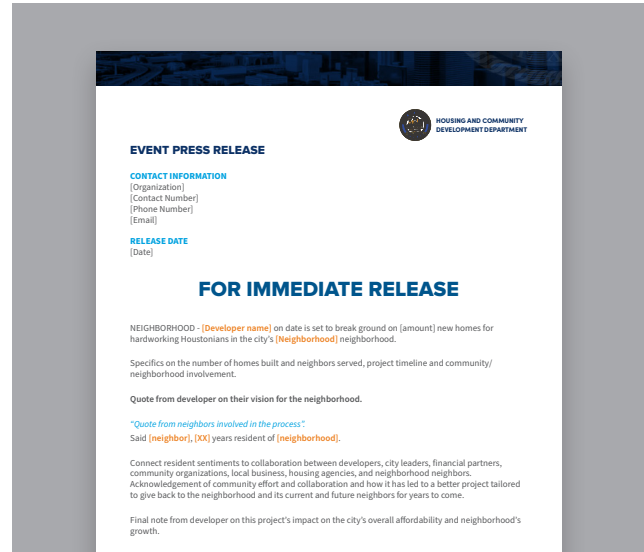 HOUSING AND COMMUNITY
DEVELOPMENT DEPARTMENT
EVENT PRESS RELEASE
CONTACT INFORMATION
[Organization]
[Contact Number]
[Phone Number]
[Email]
RELEASE DATE
[Date]
FOR IMMEDIATE RELEASE
NEIGHBORHOOD - [Developer name] on date is set to break ground on [amount] new homes for
hardworking Houstonians in the city's [Neighborhood] neighborhood.
Specifics on the number of homes built and neighbors served, project timeline and community/
neighborhood involvement.
Quote from developer on their vision for the neighborhood.
"Quote from neighbors involved in the process".
Said [neighbor], [XX] years resident of [neighborhood].
Connect resident sentiments to collaboration between developers, city leaders, financial partners,
community organizations, local business, housing agencies, and neighborhood neighbors.
Acknowledgement of community effort and collaboration and how it has led to a better project tailored
to give back to the neighborhood and its current and future neighbors for years to come.
Final note from developer on this project's impact on the city's overall affordability and neighborhood's
growth.